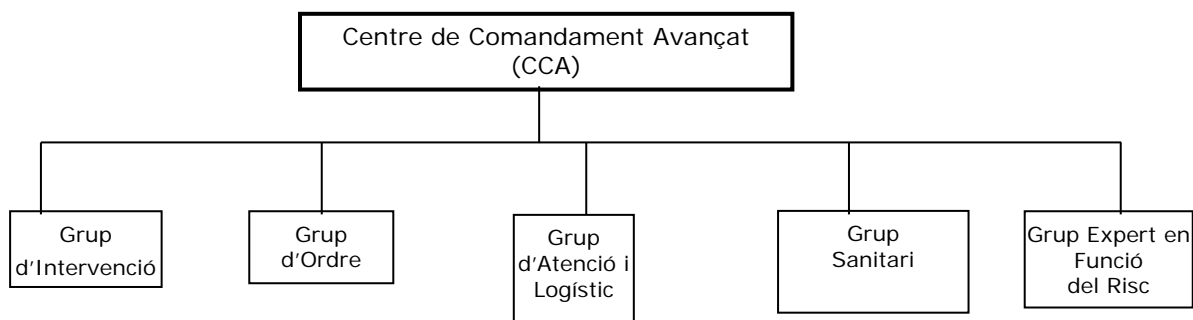 Centre de Comandament Avançat
(CCA)
Grup
d'Intervenció
Grup
d'Ordre
Grup
d'Atenció i
Logístic
Grup
Sanitari
Grup Expert en
Funció
del Risc